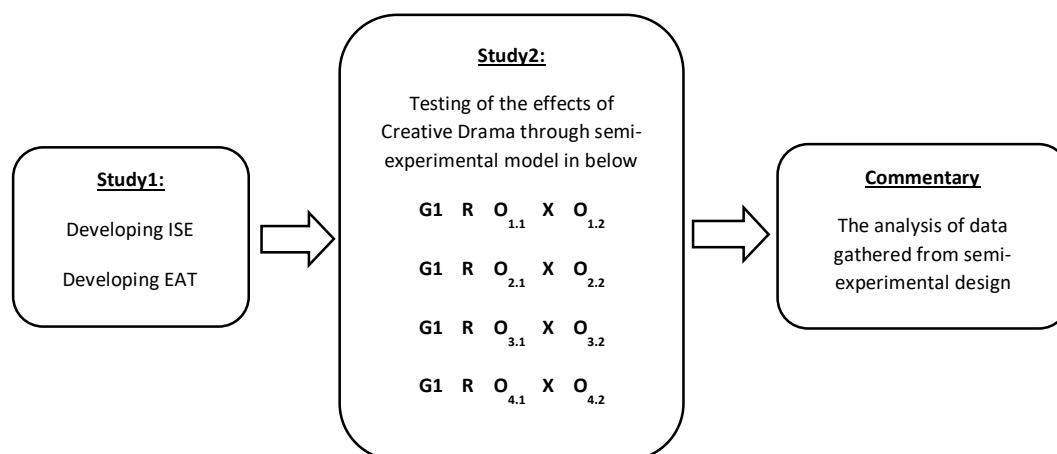 Study1:
Developing ISE
Developing EAT
Study2:
Testing of the effects of
Creative Drama through semi-
experimental model in below
G1 R O1.1 X O1.2
G1 R O2.1 X O2.2
G1 R O3.1 X O3.2
G1 R O4.1 X O4.2
Commentary
The analysis of data
gathered from semi-
experimental design